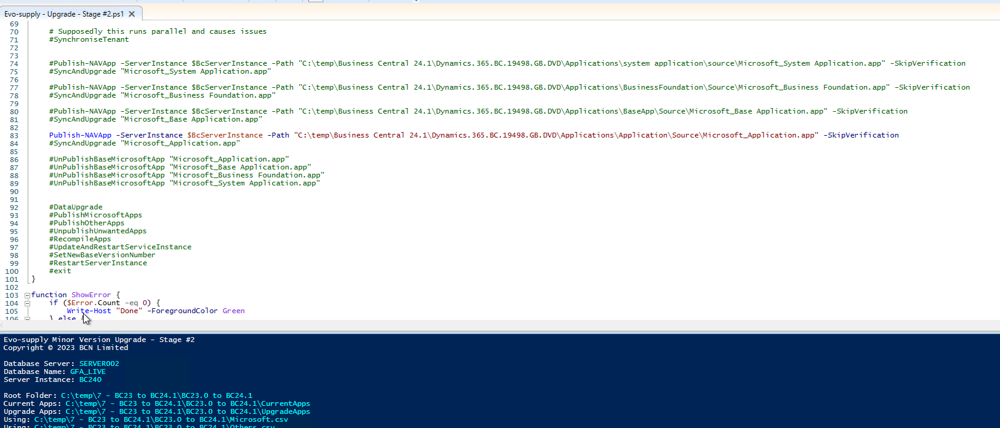 Evo-supply - Upgrade - Stage #2.ps1
69
70 # Supposedly this runs parallel and causes issues
71 #SynchroniseTenant
72
73
74 #Publish-NAVApp -ServerInstance $BcServerInstance -Path "C:\temp\Business Central 24.1\Dynamics.365.BC.19498.GB.DVD\Applications\system application\source\Microsoft_System Application.app" -SkipVerification
75 #SyncAndUpgrade "Microsoft_System Application.app"
76
77 #Publish-NAVApp -ServerInstance $BcServerInstance -Path "C:\temp\Business Central 24.1\Dynamics.365.BC.19498.GB.DVD\Applications\BusinessFoundation\Source\Microsoft_Business Foundation.app" -SkipVerification
78 #SyncAndUpgrade "Microsoft_Business Foundation.app"
79
80 #Publish-NAVApp -ServerInstance $BcServerInstance -Path "C:\temp\Business Central 24.1\Dynamics.365.BC.19498.GB.DVD\Applications\BaseApp\Source\Microsoft_Base Application.app" -SkipVerification
81 #SyncAndUpgrade "Microsoft_Base Application.app"
82
83 Publish-NAVApp -ServerInstance $BcServerInstance -Path "C:\temp\Business Central 24.1\Dynamics.365.BC.19498.GB.DVD\Applications\Application\Source\Microsoft_Application.app" -SkipVerification
84 #SyncAndUpgrade "Microsoft_Application.app"
85
86 #UnPublishBaseMicrosoftApp "Microsoft_Application.app"
87 #UnPublishBaseMicrosoftApp "Microsoft_Base Application.app"
88 #UnPublishBaseMicrosoftApp "Microsoft_Business Foundation.app"
89 #UnPublishBaseMicrosoftApp "Microsoft_System Application.app"
90
91
92 #DataUpgrade
93 #PublishMicrosoftApps
94 #PublishOtherApps
95 #UnpublishUnwantedApps
96 #RecompileApps
97 #UpdateAndRestartServiceInstance
98 #SetNewBaseVersionNumber
99 #RestartServerInstance
100 #exit
101 }
102
103 function ShowError {
104 if ($Error.Count -eq 0) {
105 Write-Host "Done" -ForegroundColor Green
106 } else {
Evo-supply Minor Version Upgrade - Stage #2
Copyright © 2023 BCN Limited
Database Server: SERVER002
Database Name: GFA_LIVE
Server Instance: BC240
Root Folder: C:\temp\7 - BC23 to BC24.1\BC23.0 to BC24.1
Current Apps: C:\temp\7 - BC23 to BC24.1\BC23.0 to BC24.1\CurrentApps
Upgrade Apps: C:\temp\7 - BC23 to BC24.1\BC23.0 to BC24.1\UpgradeApps
Using: C:\temp\7 - BC23 to BC24.1\BC23.0 to BC24.1\Microsoft.csv
Using: C:\temp\7 - BC23 to BC24.1\BC23.0 to BC24.1\Others.csv